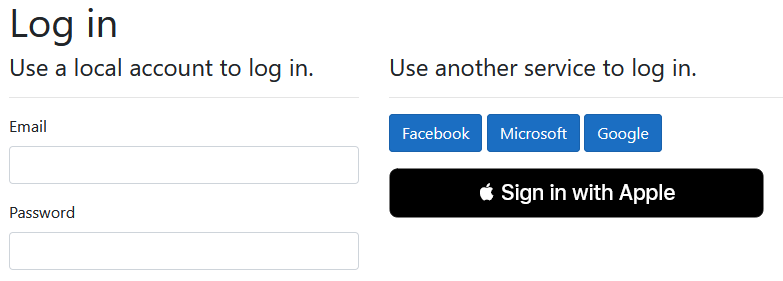 Log in
Use a local account to log in.
Email
Password
Use another service to log in.
Facebook Microsoft Google
Sign in with Apple